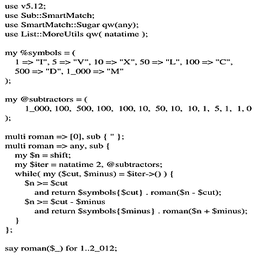 use v5.12;
use Sub::SmartMatch;
use SmartMatch::Sugar qw(any);
use List::MoreUtils qw( natatime );
my %symbols = (
1 => "I", 5 => "V", 10 => "X", 50 => "L", 100 => "C",
500 => "D", 1_000 => "M"
);
my @subtractors = (
1_000, 100, 500, 100, 100, 10, 50, 10, 10, 1, 5, 1, 1, 0
);
multi roman => [0], sub { '' };
multi roman => any, sub {
my $n = shift;
my $iter = natatime 2, @subtractors;
while( my ($cut, $minus) = $iter->() ) {
$n >= $cut
and return $symbols{$cut} . roman($n - $cut);
$n >= $cut - $minus
and return $symbols{$minus} . roman($n + $minus);
}
};
say roman($_) for 1..2_012;